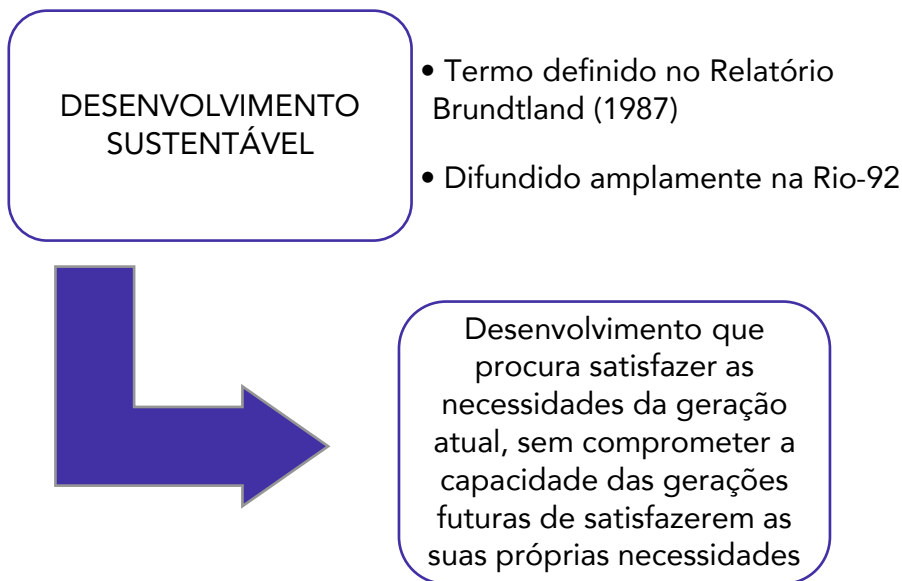 DESENVOLVIMENTO
SUSTENTÁVEL
• Termo definido no Relatório
Brundtland (1987)
• Difundido amplamente na Rio-92
Desenvolvimento que
procura satisfazer as
necessidades da geração
atual, sem comprometer a
capacidade das gerações
futuras de satisfazerem as
suas próprias necessidades